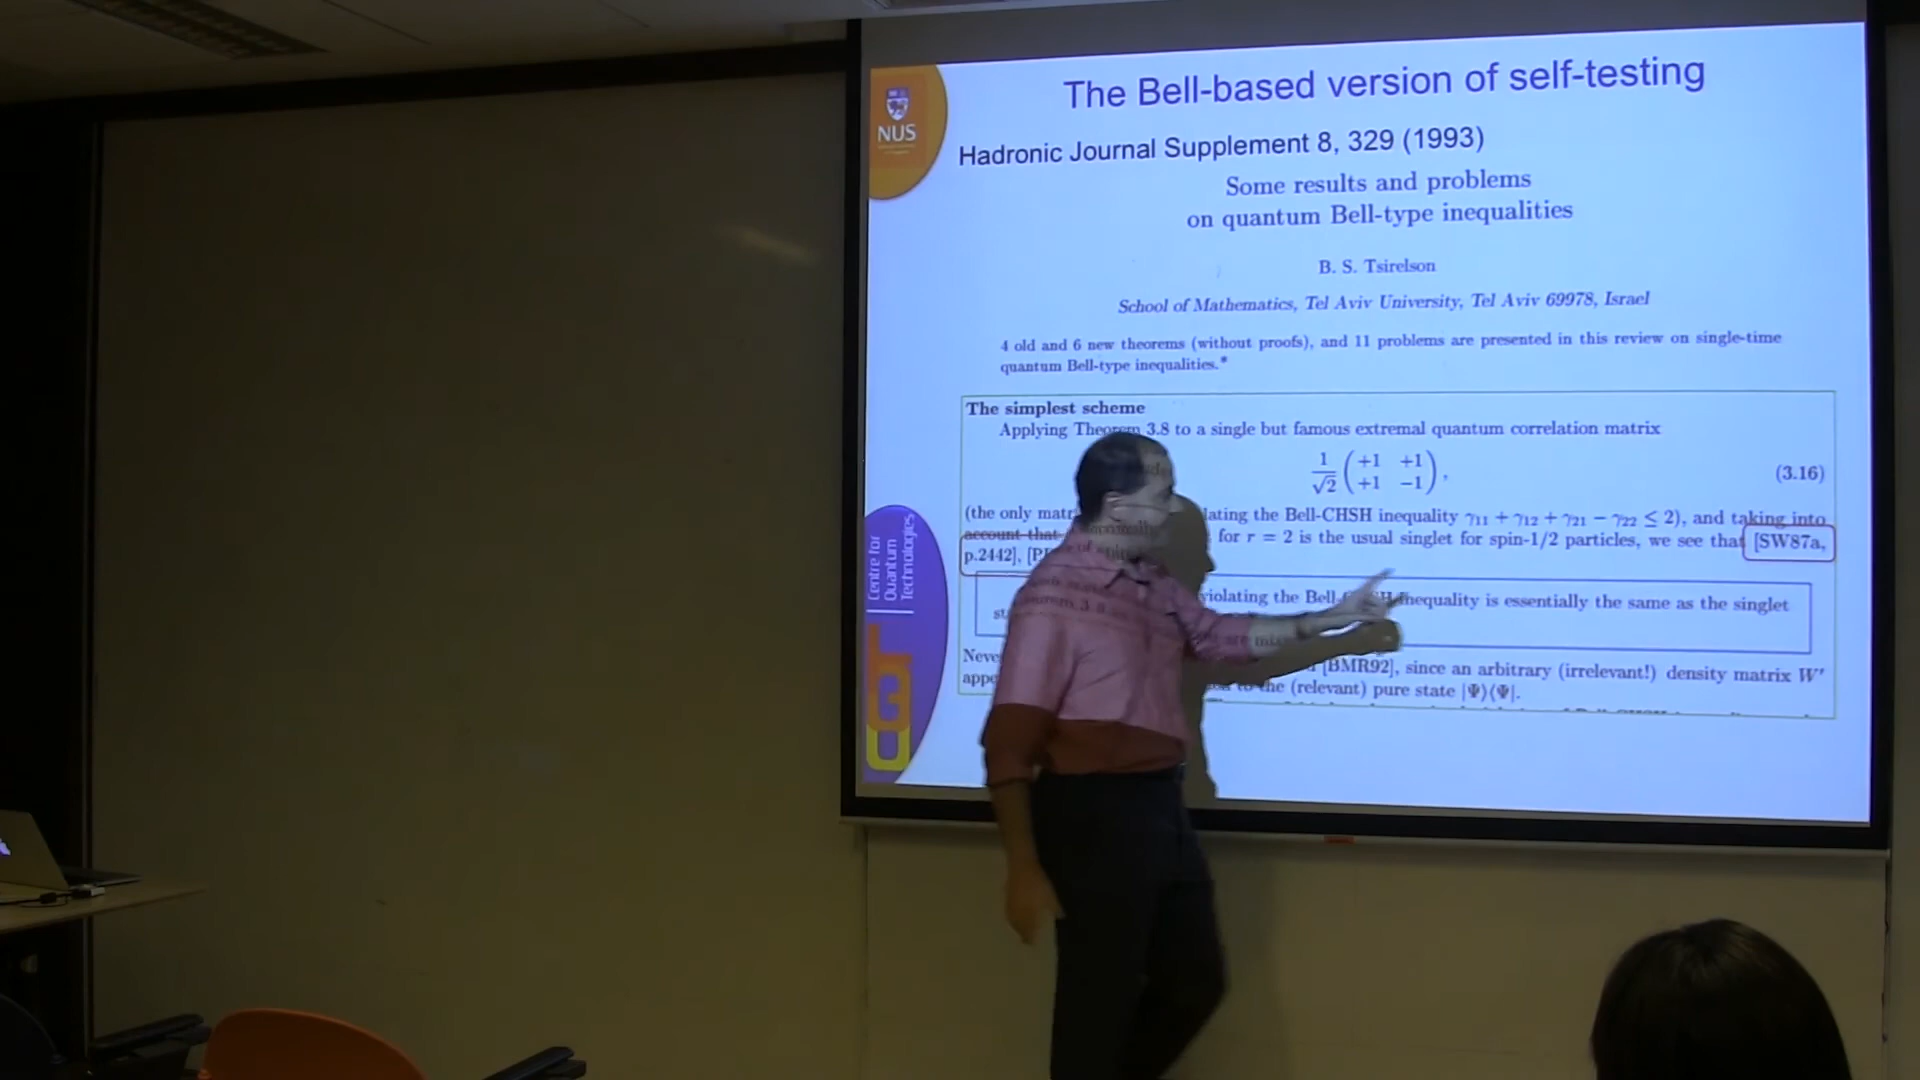 The Bell-based version of self-testing
NUS
Hadronic Journal Supplement 8, 329 (1993)
Some results and problems
on quantum Bell-type inequalities
B. S. Tsirelson
School of Mathematics, Tel Aviv University, Tel Aviv 69978, Israel
4 old and 6 new theorems (without proofs), and 11 problems are presented in this review on single-time
quantum Bell-type inequalities.*
The simplest scheme
Applying Theorem 3.8 to a single but famous extremal quantum correlation matrix
1/√2 ( +1 +1
+1 −1 ), (3.16)
(the only matr lating the Bell-CHSH inequality γ11 + γ12 + γ21 − γ22 ≤ 2), and taking into
account that for r = 2 is the usual singlet for spin-1/2 particles, we see that [SW87a,
p.2442],
violating the Bell- inequality is essentially the same as the singlet
Neve [BMR92], since an arbitrary (irrelevant!) density matrix W′
appe the (relevant) pure state |Ψ⟩⟨Ψ|.
Centre for
Quantum
Technologies